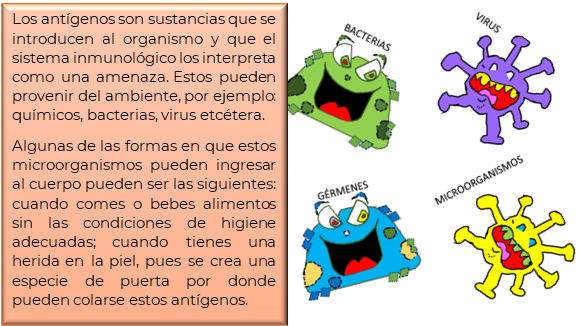 Los antígenos son sustancias que se
introducen al organismo y que el
sistema inmunológico los interpreta
como una amenaza. Estos pueden
provenir del ambiente, por ejemplo:
químicos, bacterias, virus etcétera.
Algunas de las formas en que estos
microorganismos pueden ingresar
al cuerpo pueden ser las siguientes:
cuando comes o bebes alimentos
sin las condiciones de higiene
adecuadas; cuando tienes una
herida en la piel, pues se crea una
especie de puerta por donde
pueden colarse estos antígenos.
BACTERIAS
VIRUS
GÉRMENES
MICROORGANISMOS